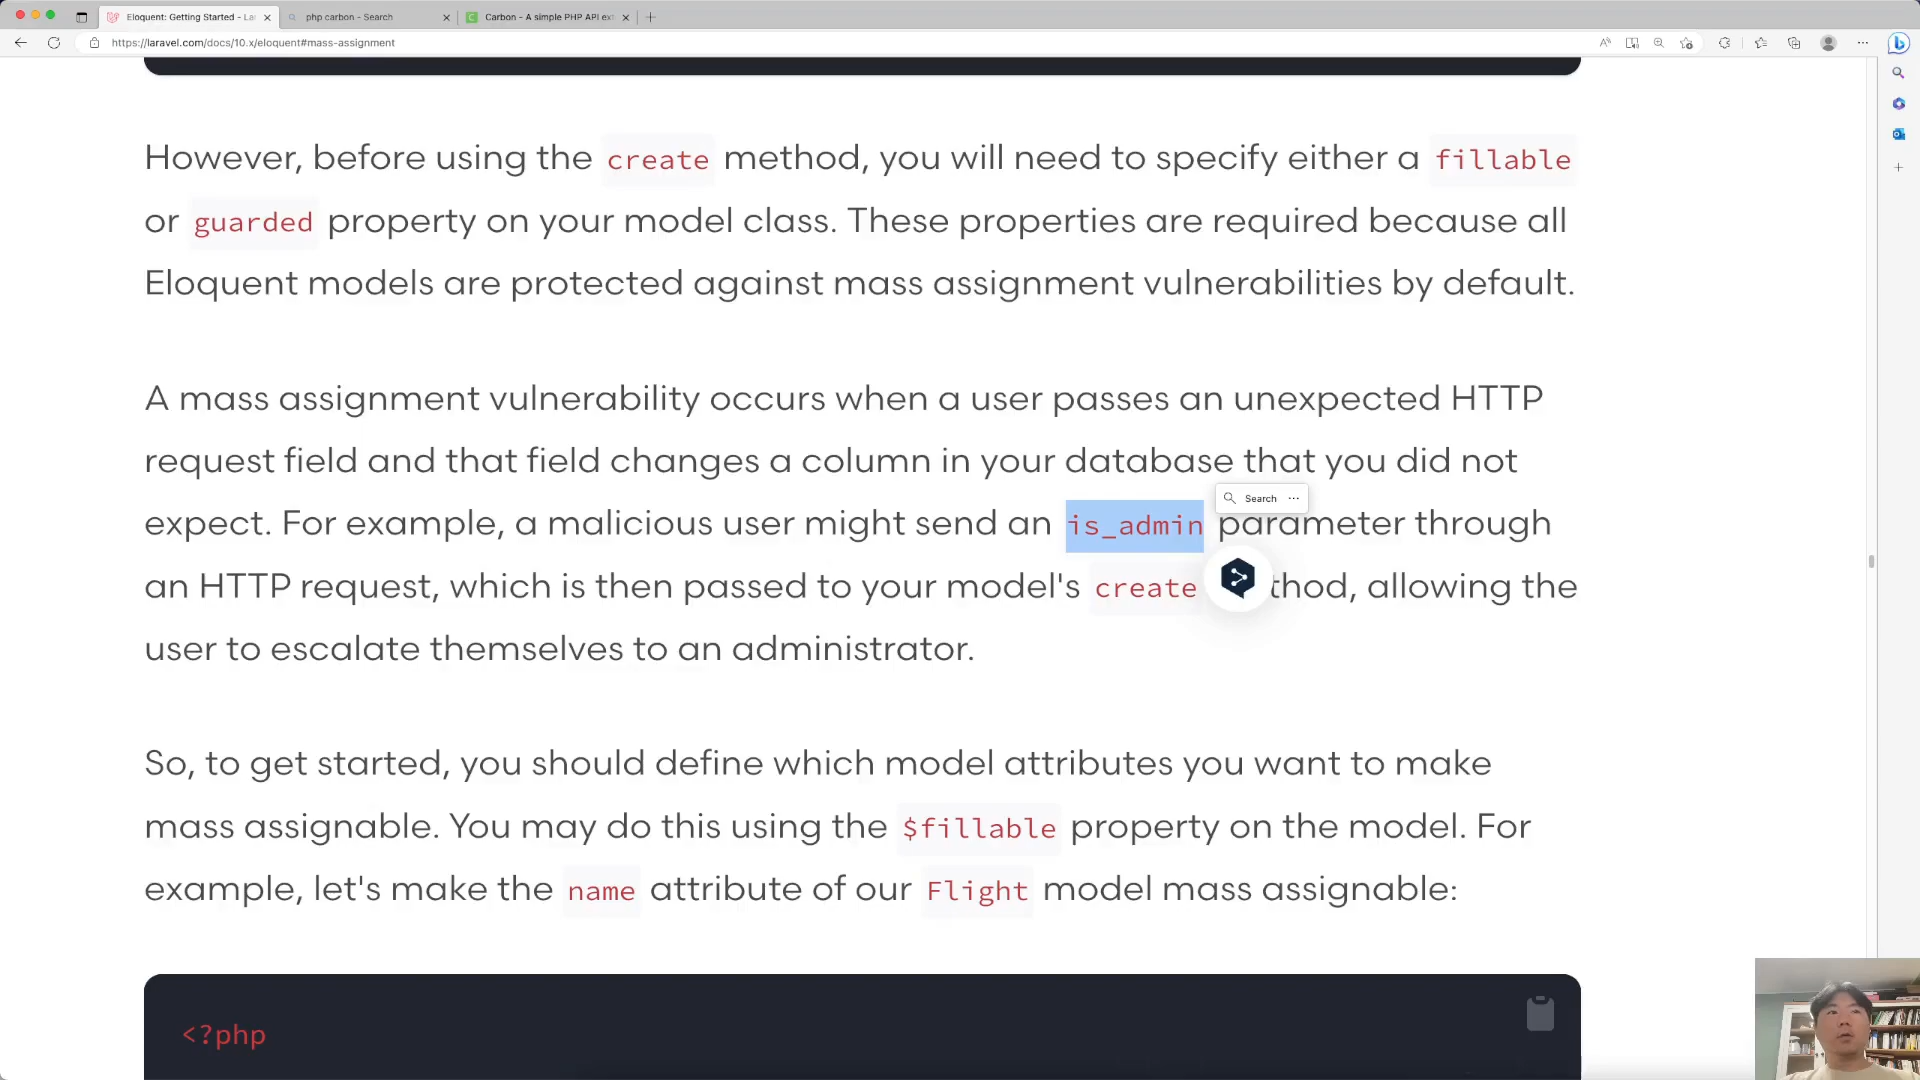 Eloquent: Getting Started - La
php carbon - Search
Carbon - A simple PHP API ext
https://laravel.com/docs/10.x/eloquent#mass-assignment
However, before using the create method, you will need to specify either a fillable
or guarded property on your model class. These properties are required because all
Eloquent models are protected against mass assignment vulnerabilities by default.
A mass assignment vulnerability occurs when a user passes an unexpected HTTP
request field and that field changes a column in your database that you did not
Search
expect. For example, a malicious user might send an is_admin parameter through
an HTTP request, which is then passed to your model's create thod, allowing the
user to escalate themselves to an administrator.
So, to get started, you should define which model attributes you want to make
mass assignable. You may do this using the $fillable property on the model. For
example, let's make the name attribute of our Flight model mass assignable:
<?php